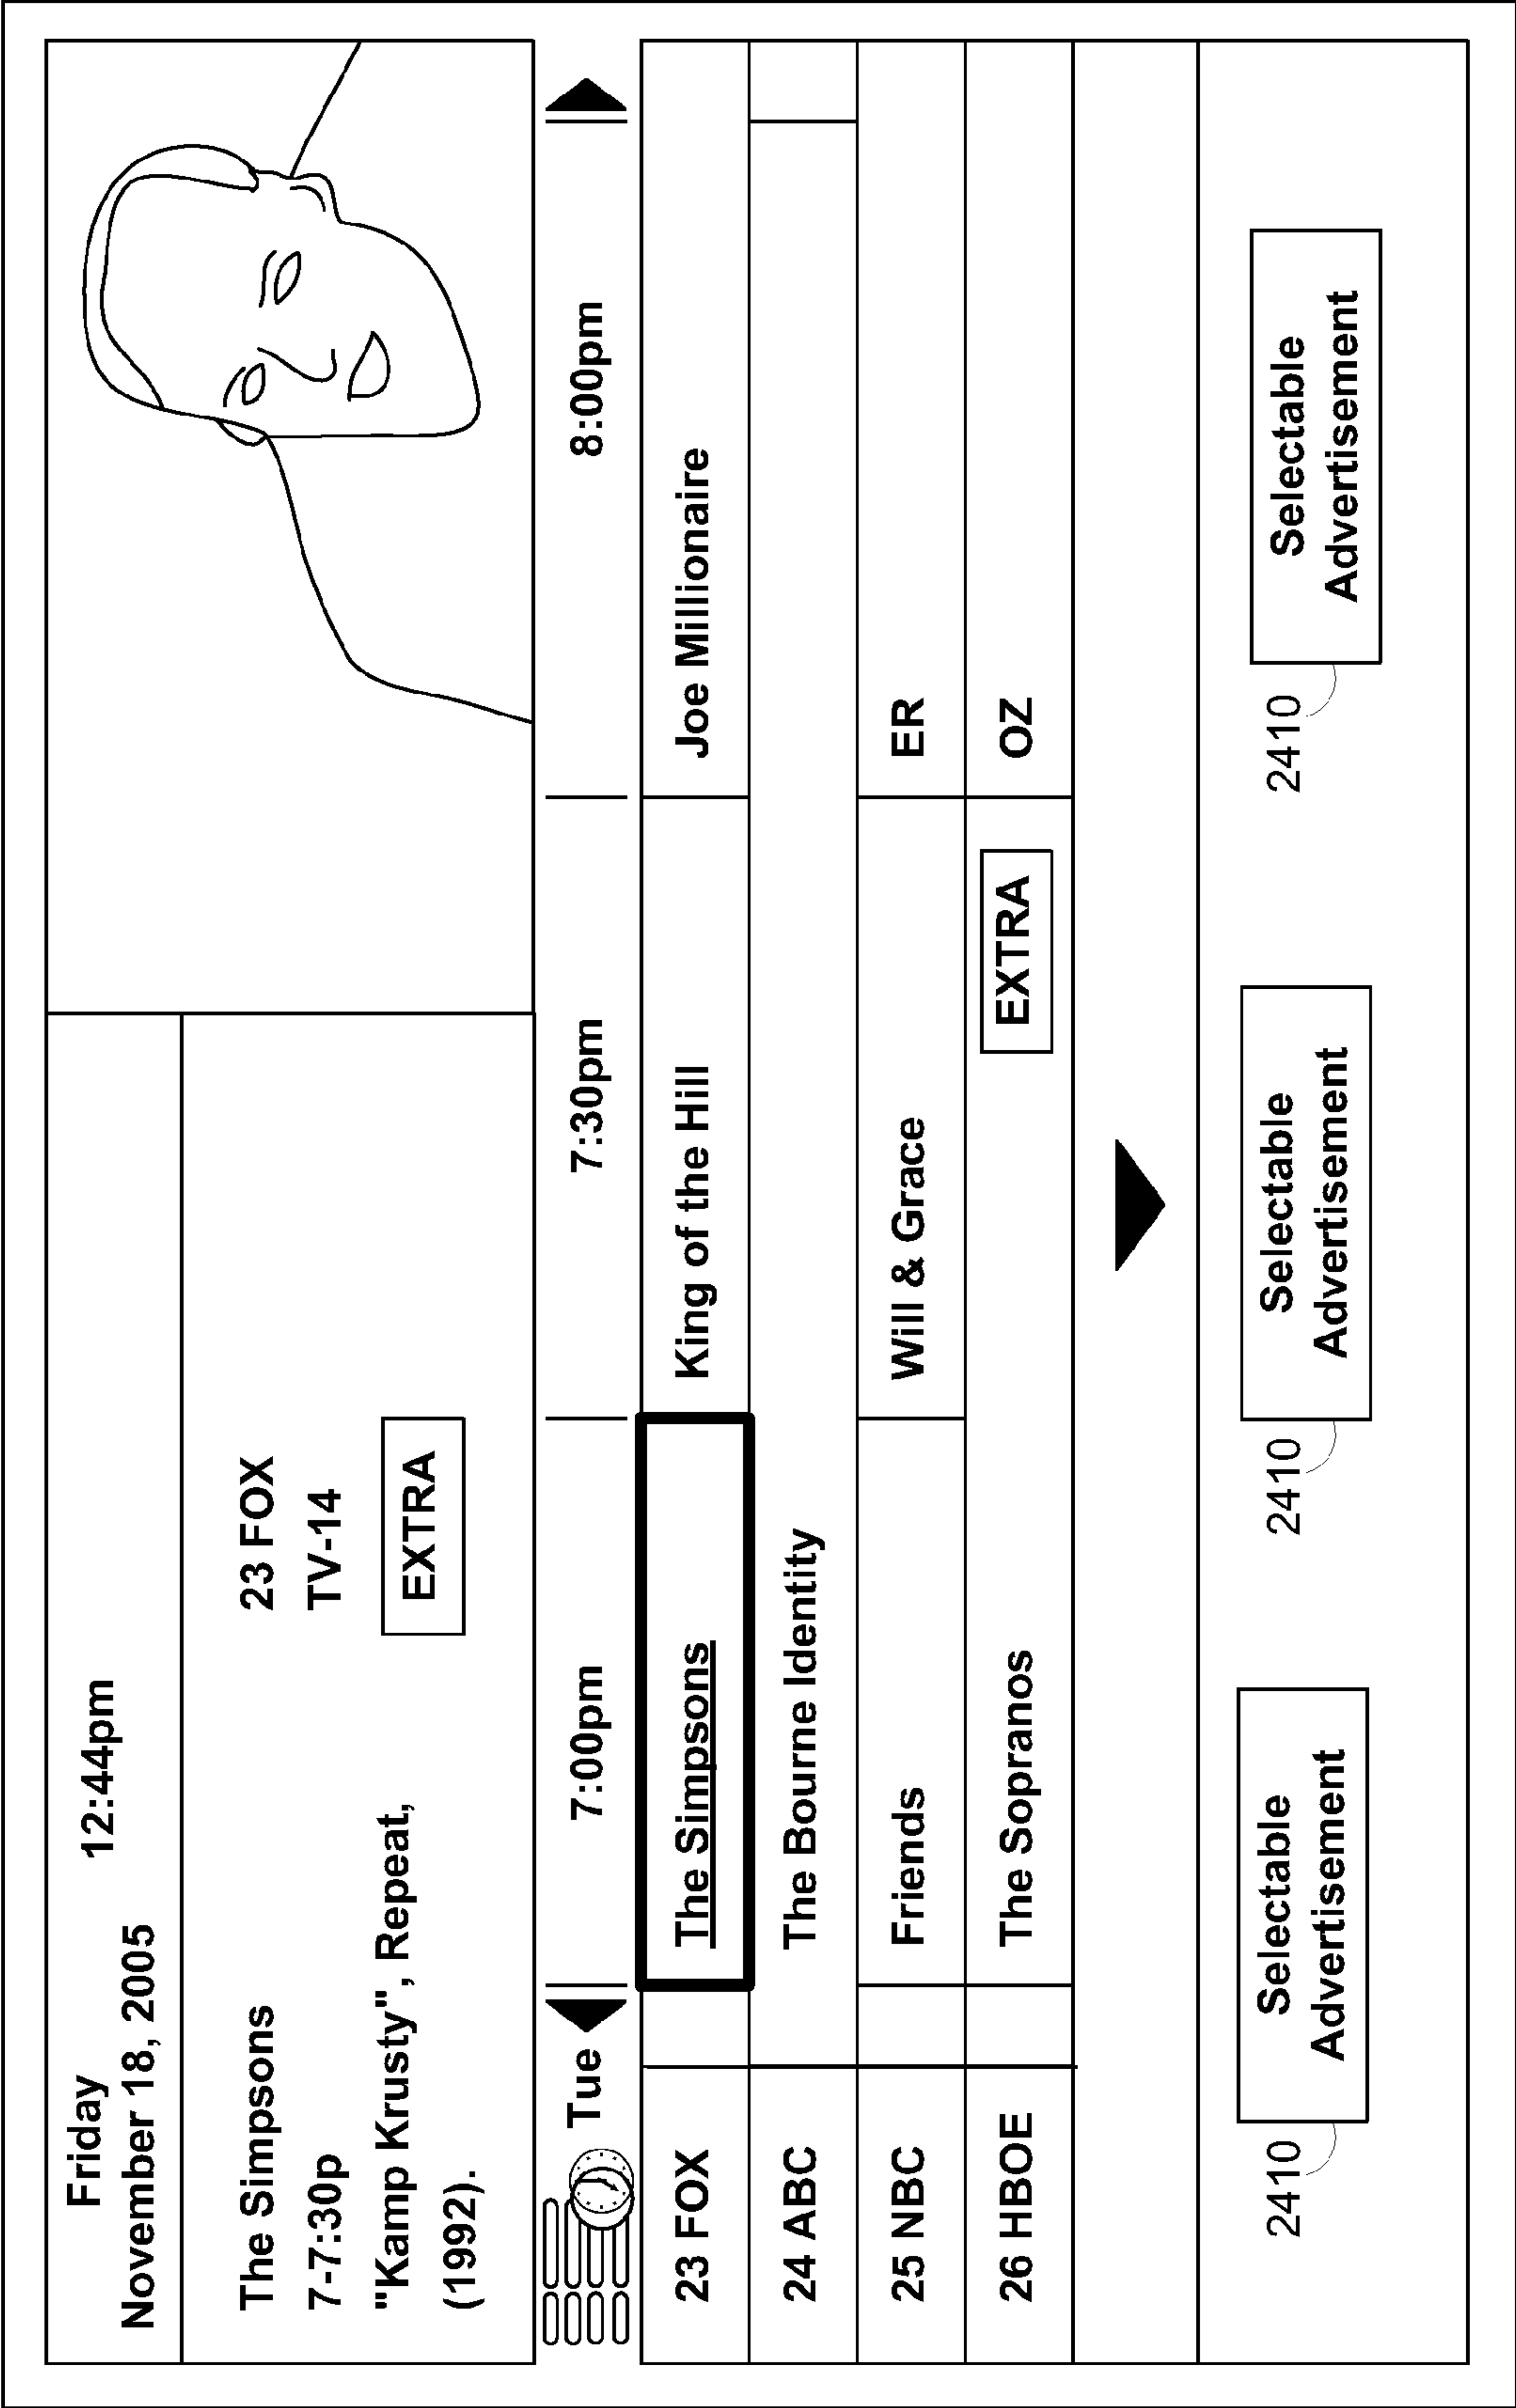 Friday
November 18, 2005
12:44pm
The Simpsons
7-7:30p
"Kamp Krusty", Repeat,
(1992).
23 FOX
TV-14
EXTRA
Tue
7:00pm
7:30pm
8:00pm
23 FOX
The Simpsons
King of the Hill
Joe Millionaire
24 ABC
The Bourne Identity
25 NBC
Friends
Will & Grace
ER
26 HBOE
The Sopranos
EXTRA
OZ
2410
Selectable
Advertisement
2410
Selectable
Advertisement
2410
Selectable
Advertisement